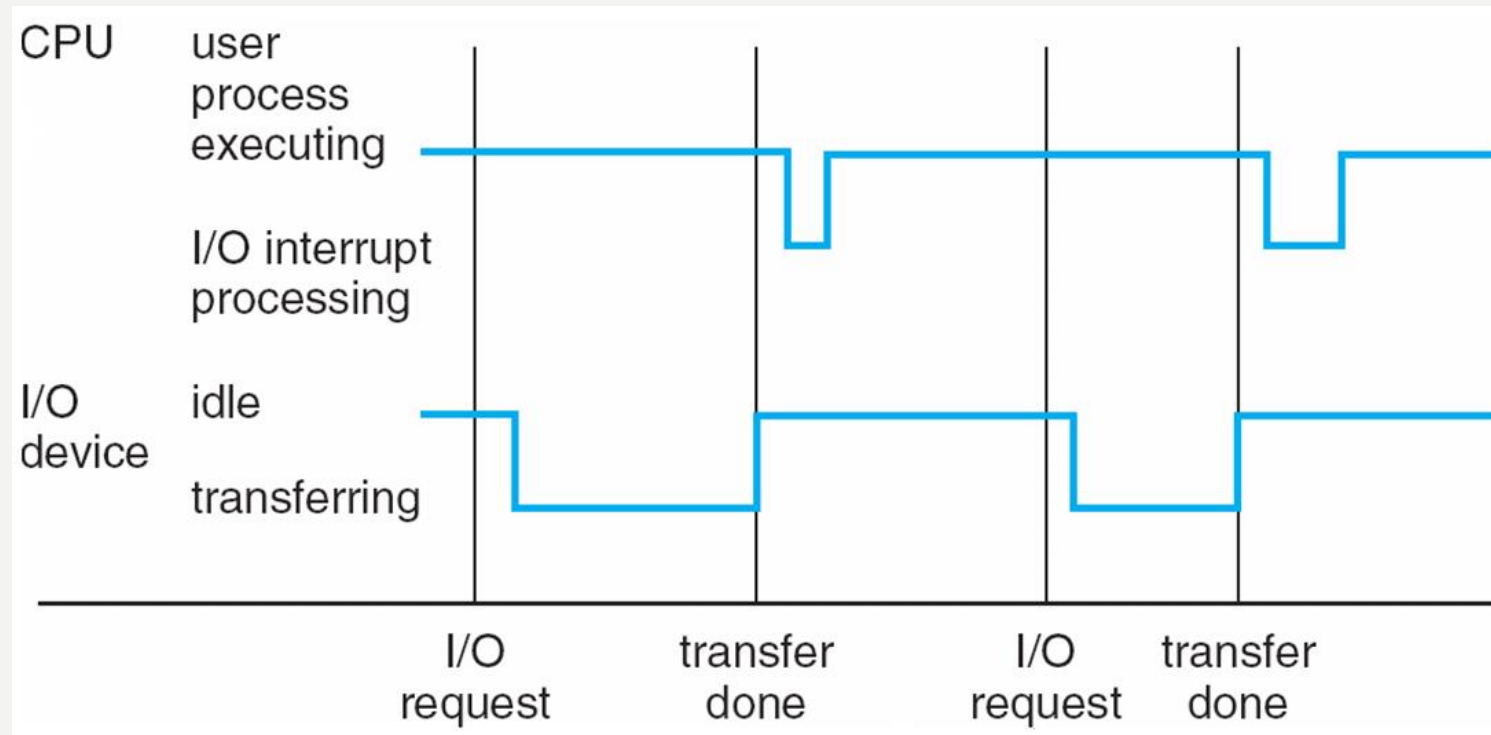 CPU
user
process
executing
I/O interrupt
processing
I/O
device
idle
transferring
I/O
request
transfer
done
I/O
request
transfer
done